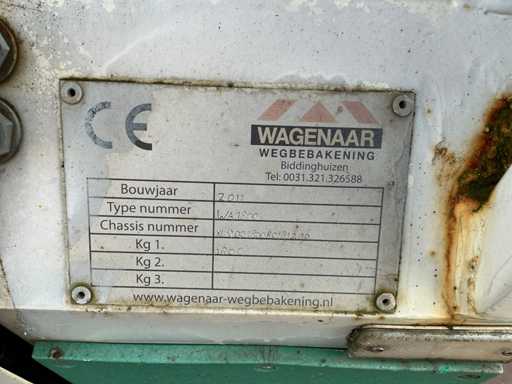 CE
WAGENAAR
WEGBEBAKENING
Biddinghuizen
Tel: 0031.321.326588
Bouwjaar 2011
Type nummer
Chassis nummer
Kg 1.
Kg 2.
Kg 3.
www.wagenaar-wegbebakening.nl